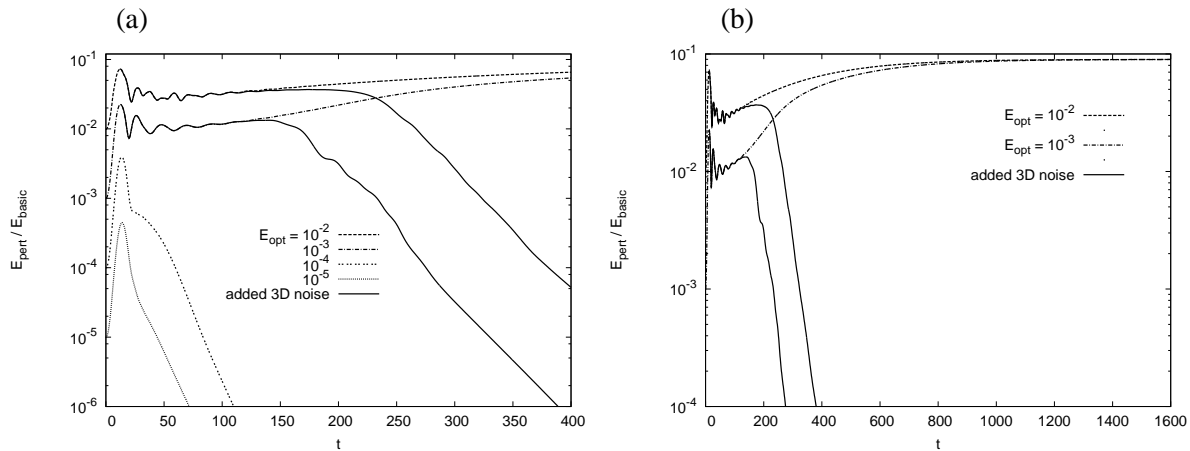 (a)
10^-1
10^-2
10^-3
10^-4
10^-5
10^-6
E_pert / E_basic
E_opt = 10^-2
10^-3
10^-4
10^-5
added 3D noise
0 50 100 150 200 250 300 350 400
t
(b)
10^-1
10^-2
10^-3
10^-4
E_pert / E_basic
E_opt = 10^-2
E_opt = 10^-3
added 3D noise
0 200 400 600 800 1000 1200 1400 1600
t